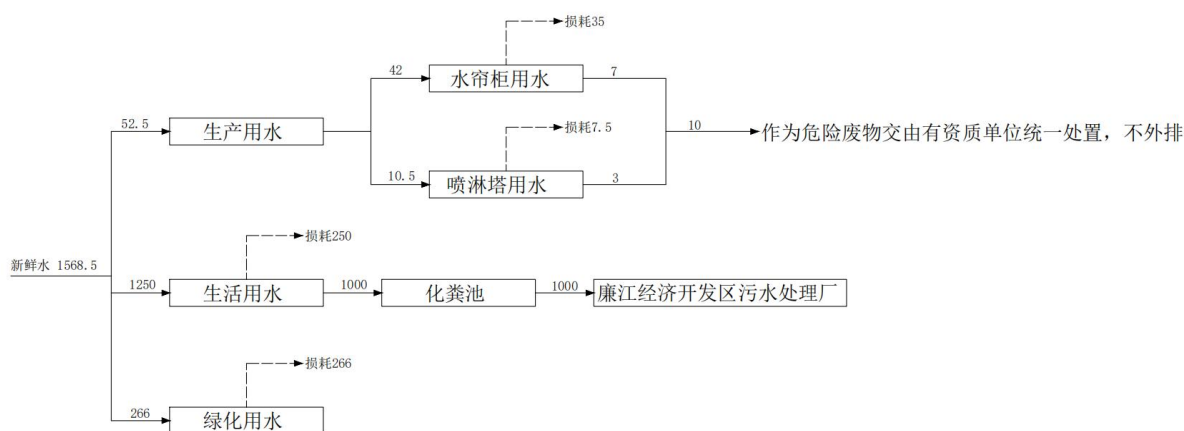 损耗35
42
水帘柜用水
7
52.5
生产用水
损耗7.5
10
作为危险废物交由有资质单位统一处置，不外排
10.5
喷淋塔用水
3
损耗250
新鲜水 1568.5
1250
生活用水
1000
化粪池
1000
廉江经济开发区污水处理厂
损耗266
266
绿化用水